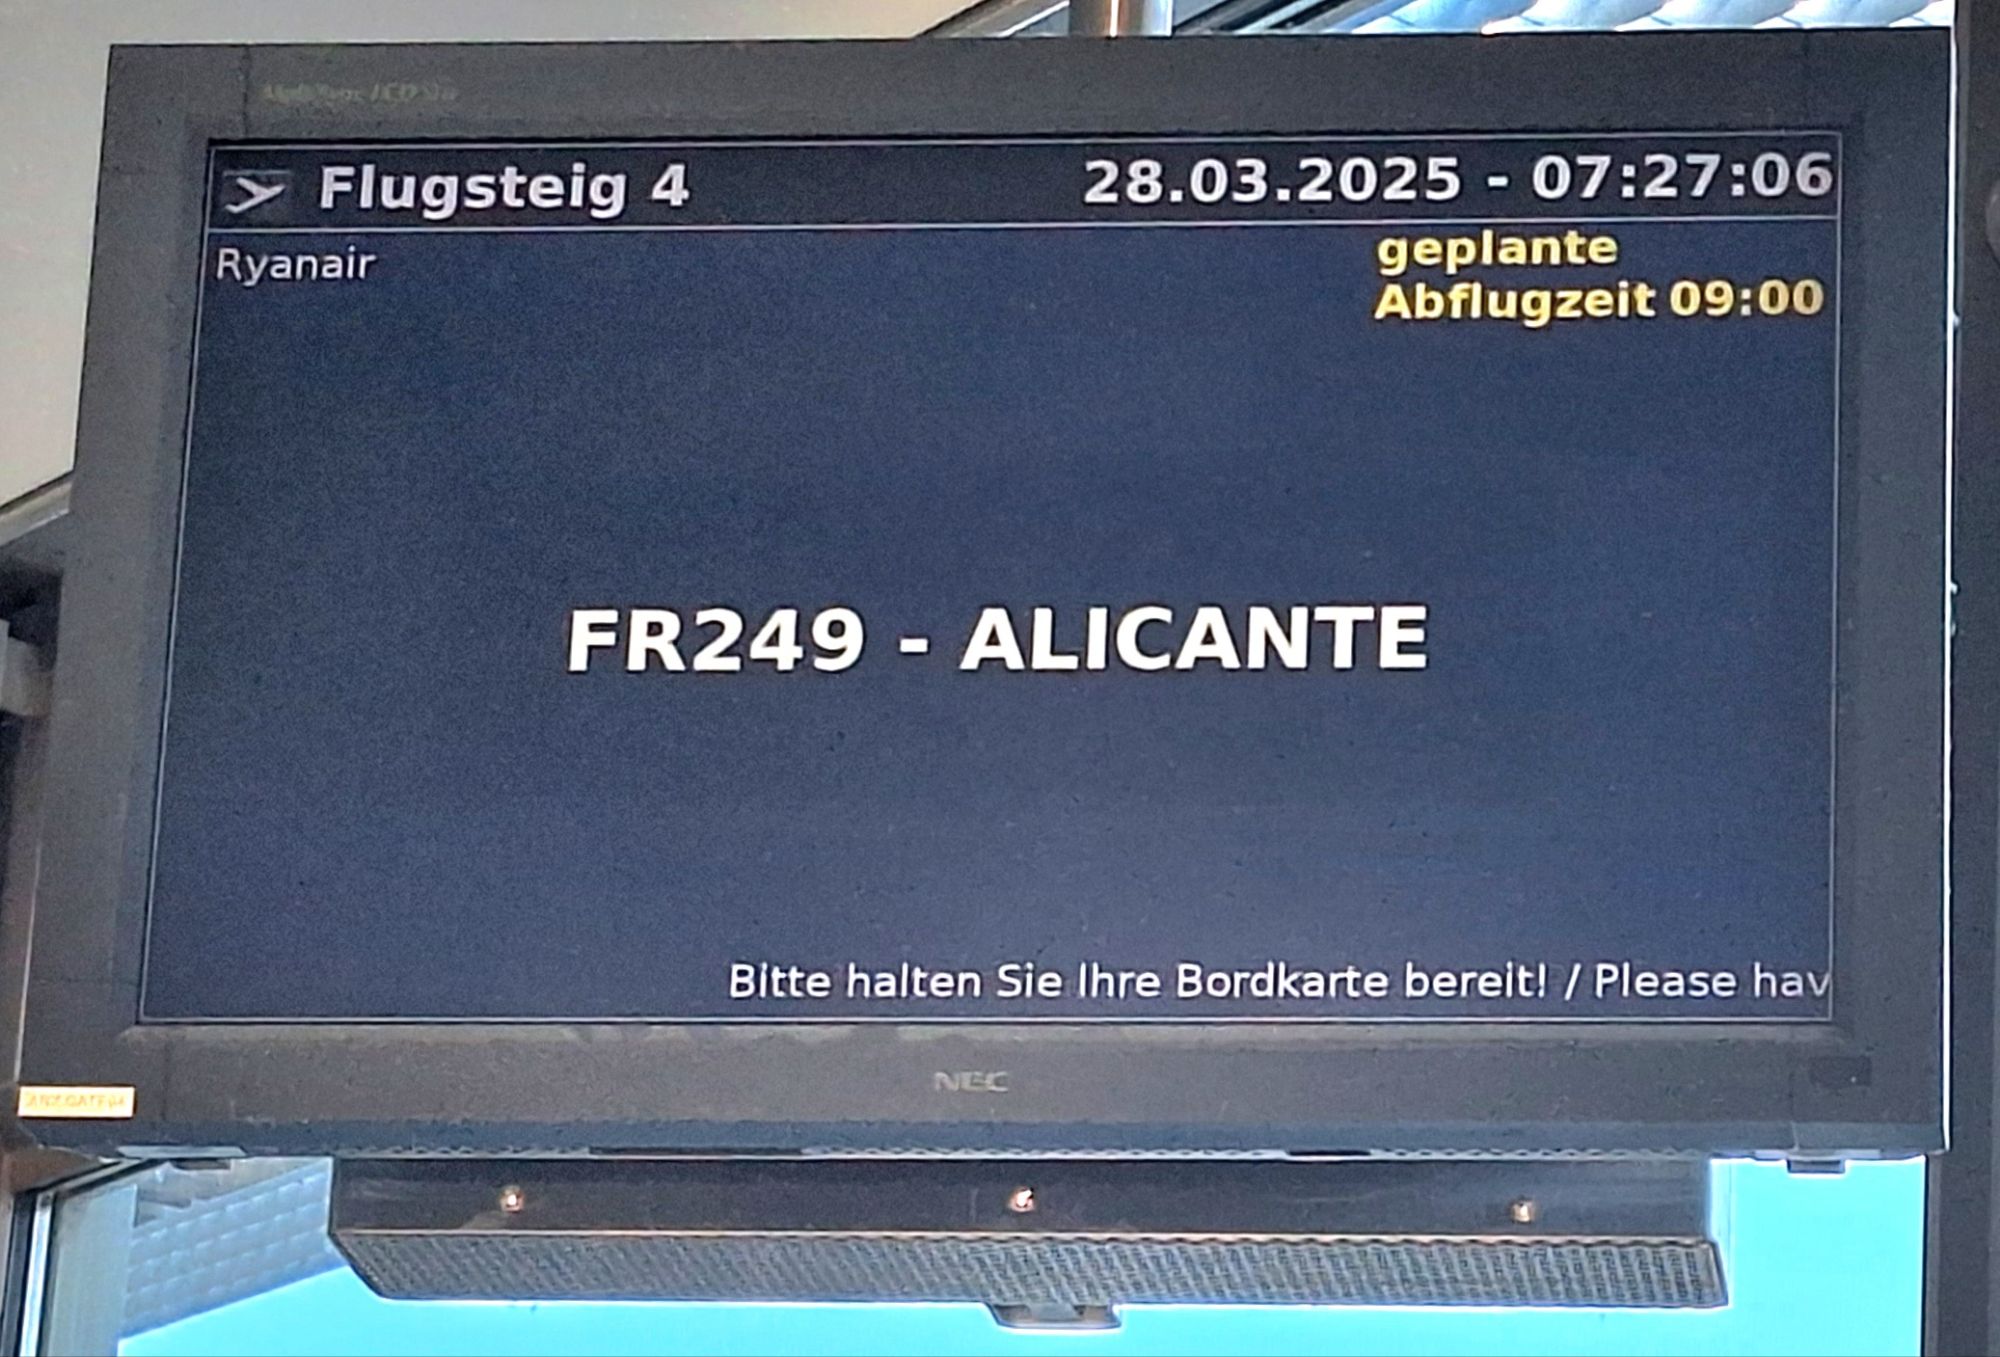 Flugsteig 4
28.03.2025 - 07:27:06
Ryanair
geplante
Abflugzeit 09:00
FR249 - ALICANTE
Bitte halten Sie Ihre Bordkarte bereit! / Please hav
NEC